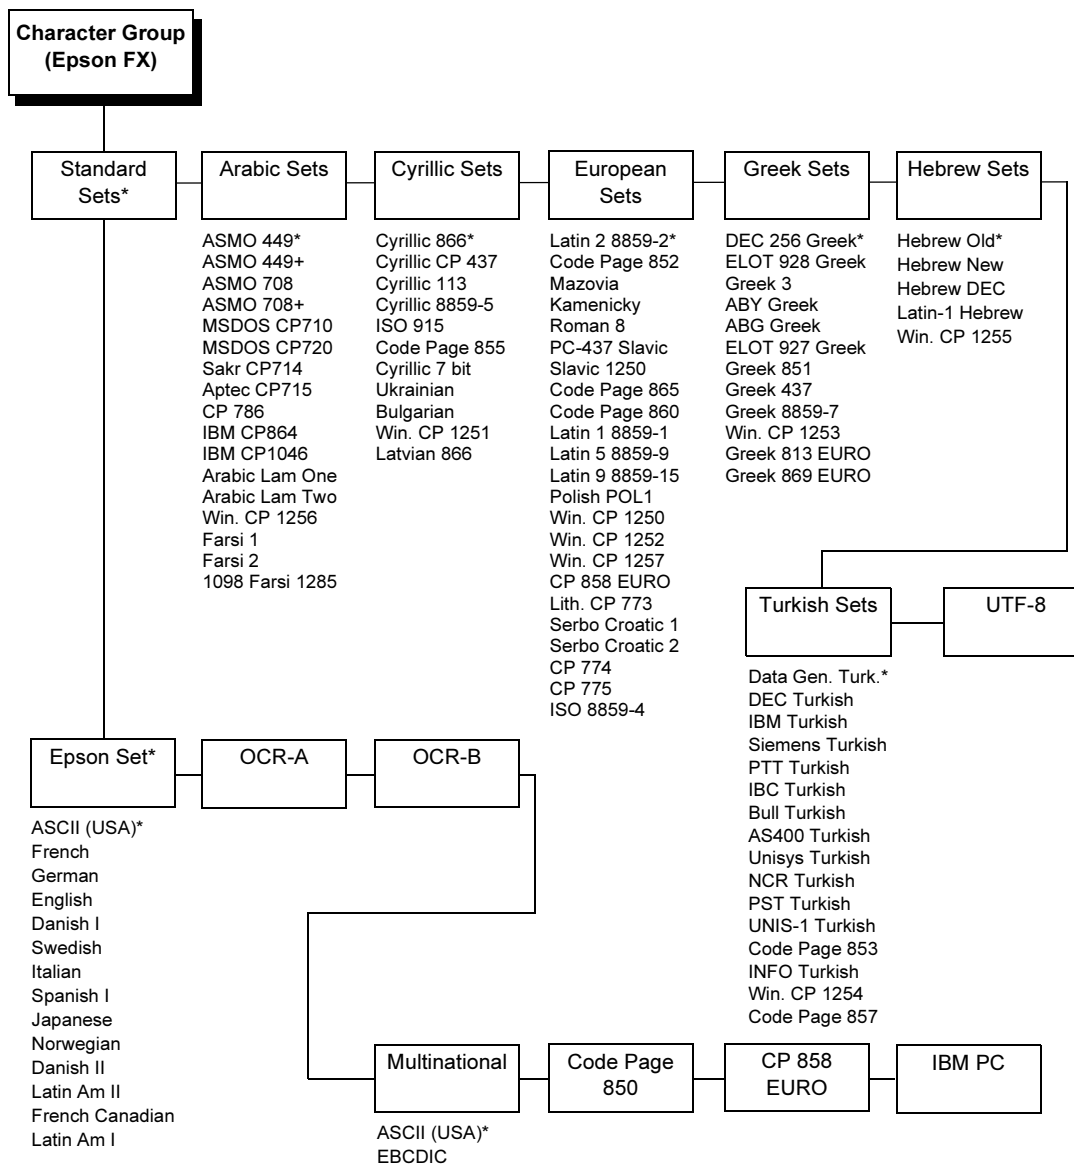 Character Group
(Epson FX)
Standard
Sets*
Arabic Sets
Cyrillic Sets
European
Sets
Greek Sets
Hebrew Sets
ASMO 449*
ASMO 449+
ASMO 708
ASMO 708+
MSDOS CP710
MSDOS CP720
Sakr CP714
Aptec CP715
CP 786
IBM CP864
IBM CP1046
Arabic Lam One
Arabic Lam Two
Win. CP 1256
Farsi 1
Farsi 2
1098 Farsi 1285
Cyrillic 866*
Cyrillic CP 437
Cyrillic 113
Cyrillic 8859-5
ISO 915
Code Page 855
Cyrillic 7 bit
Ukrainian
Bulgarian
Win. CP 1251
Latvian 866
Latin 2 8859-2*
Code Page 852
Mazovia
Kamenicky
Roman 8
PC-437 Slavic
Slavic 1250
Code Page 865
Code Page 860
Latin 1 8859-1
Latin 5 8859-9
Latin 9 8859-15
Polish POL1
Win. CP 1250
Win. CP 1252
Win. CP 1257
CP 858 EURO
Lith. CP 773
Serbo Croatic 1
Serbo Croatic 2
CP 774
CP 775
ISO 8859-4
DEC 256 Greek*
ELOT 928 Greek
Greek 3
ABY Greek
ABG Greek
ELOT 927 Greek
Greek 851
Greek 437
Greek 8859-7
Win. CP 1253
Greek 813 EURO
Greek 869 EURO
Hebrew Old*
Hebrew New
Hebrew DEC
Latin-1 Hebrew
Win. CP 1255
Turkish Sets
UTF-8
Data Gen. Turk.*
DEC Turkish
IBM Turkish
Siemens Turkish
PTT Turkish
IBC Turkish
Bull Turkish
AS400 Turkish
Unisys Turkish
NCR Turkish
PST Turkish
UNIS-1 Turkish
Code Page 853
INFO Turkish
Win. CP 1254
Code Page 857
Epson Set*
OCR-A
OCR-B
ASCII (USA)*
French
German
English
Danish I
Swedish
Italian
Spanish I
Japanese
Norwegian
Danish II
Latin Am II
French Canadian
Latin Am I
Multinational
Code Page
850
CP 858
EURO
IBM PC
ASCII (USA)*
EBCDIC